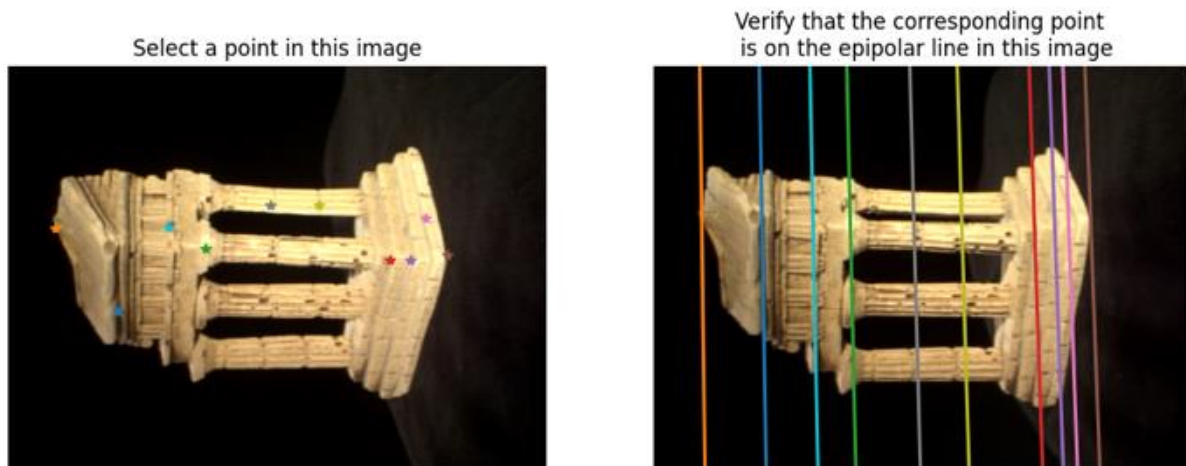 Select a point in this image
Verify that the corresponding point
is on the epipolar line in this image